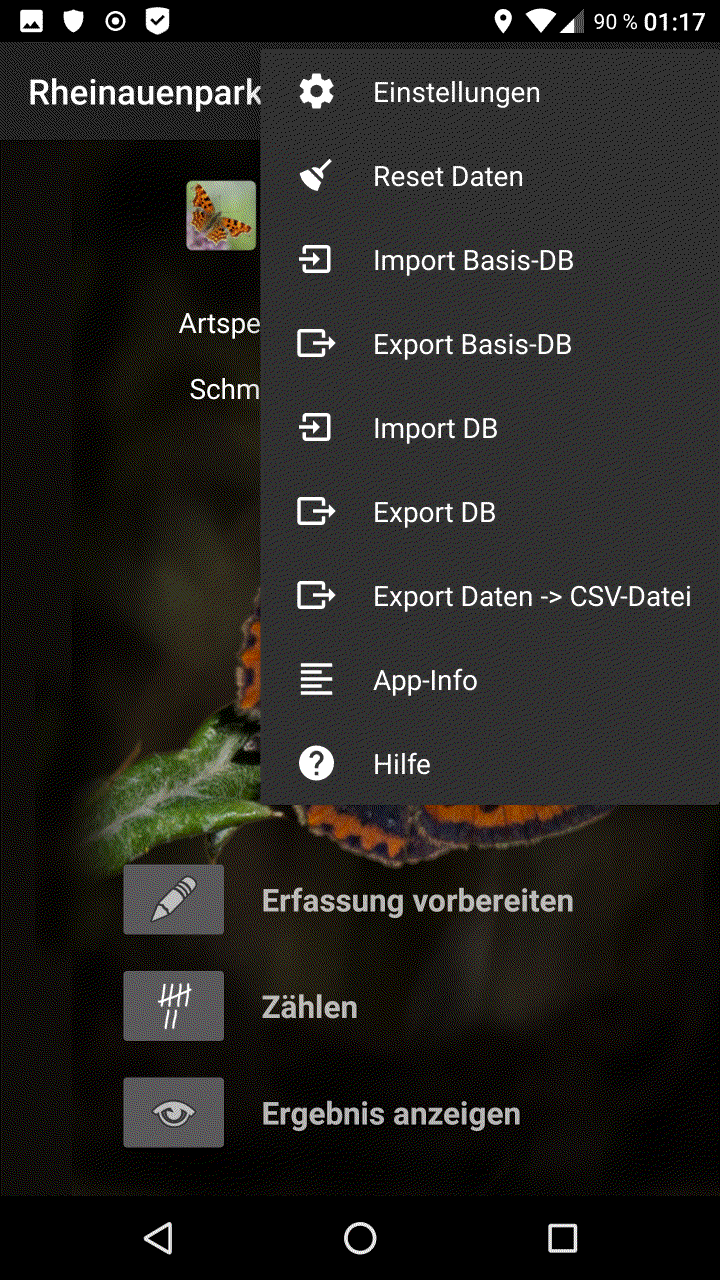 90 % 01:17
Rheinauenpark
Einstellungen
Reset Daten
Import Basis-DB
Artspe
Export Basis-DB
Schm
Import DB
Export DB
Export Daten -> CSV-Datei
App-Info
Hilfe
Erfassung vorbereiten
Zählen
Ergebnis anzeigen